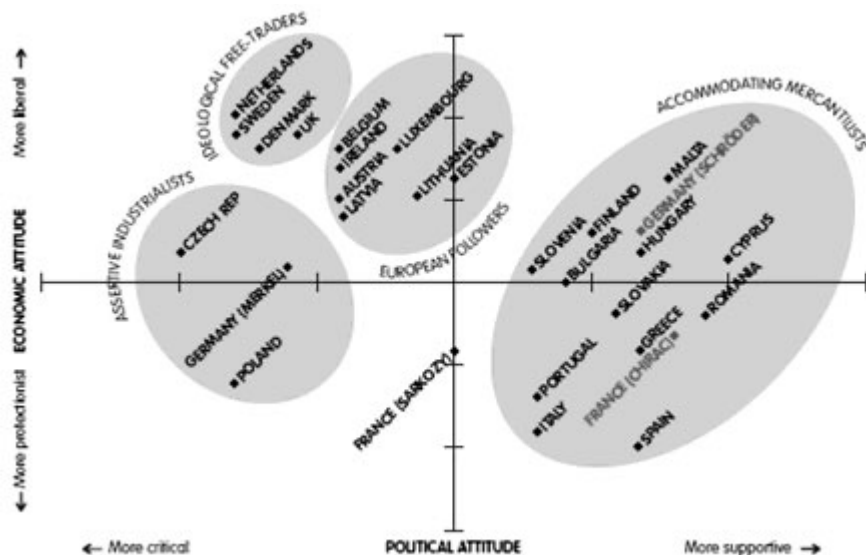 IDEOLOGICAL FREE-TRADERS
NETHERLANDS
SWEDEN
DENMARK
UK
BELGIUM
IRELAND
LUXEMBOURG
AUSTRIA
LATVIA
LITHUANIA
ESTONIA
EUROPEAN FOLLOWERS
ACCOMMODATING MERCANTILISTS
MALTA
GERMANY (SCHRÖDER)
FINLAND
SLOVENIA
HUNGARY
BULGARIA
CYPRUS
SLOVAKIA
ROMANIA
GREECE
FRANCE (CHIRAC)
PORTUGAL
ITALY
SPAIN
ASSERTIVE INDUSTRIALISTS
CZECH REP
GERMANY (MERKEL)
POLAND
FRANCE (SARKOZY)
← More protectionist ECONOMIC ATTITUDE More liberal →
← More critical POLITICAL ATTITUDE More supportive →